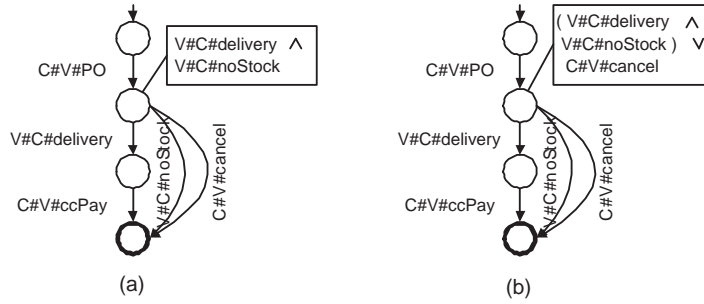 V#C#delivery ∧
V#C#noStock
C#V#PO
V#C#delivery
V#C#noStock
C#V#cancel
C#V#ccPay
(a)
( V#C#delivery ∧
V#C#noStock ) ∨
C#V#cancel
C#V#PO
V#C#delivery
V#C#noStock
C#V#cancel
C#V#ccPay
(b)